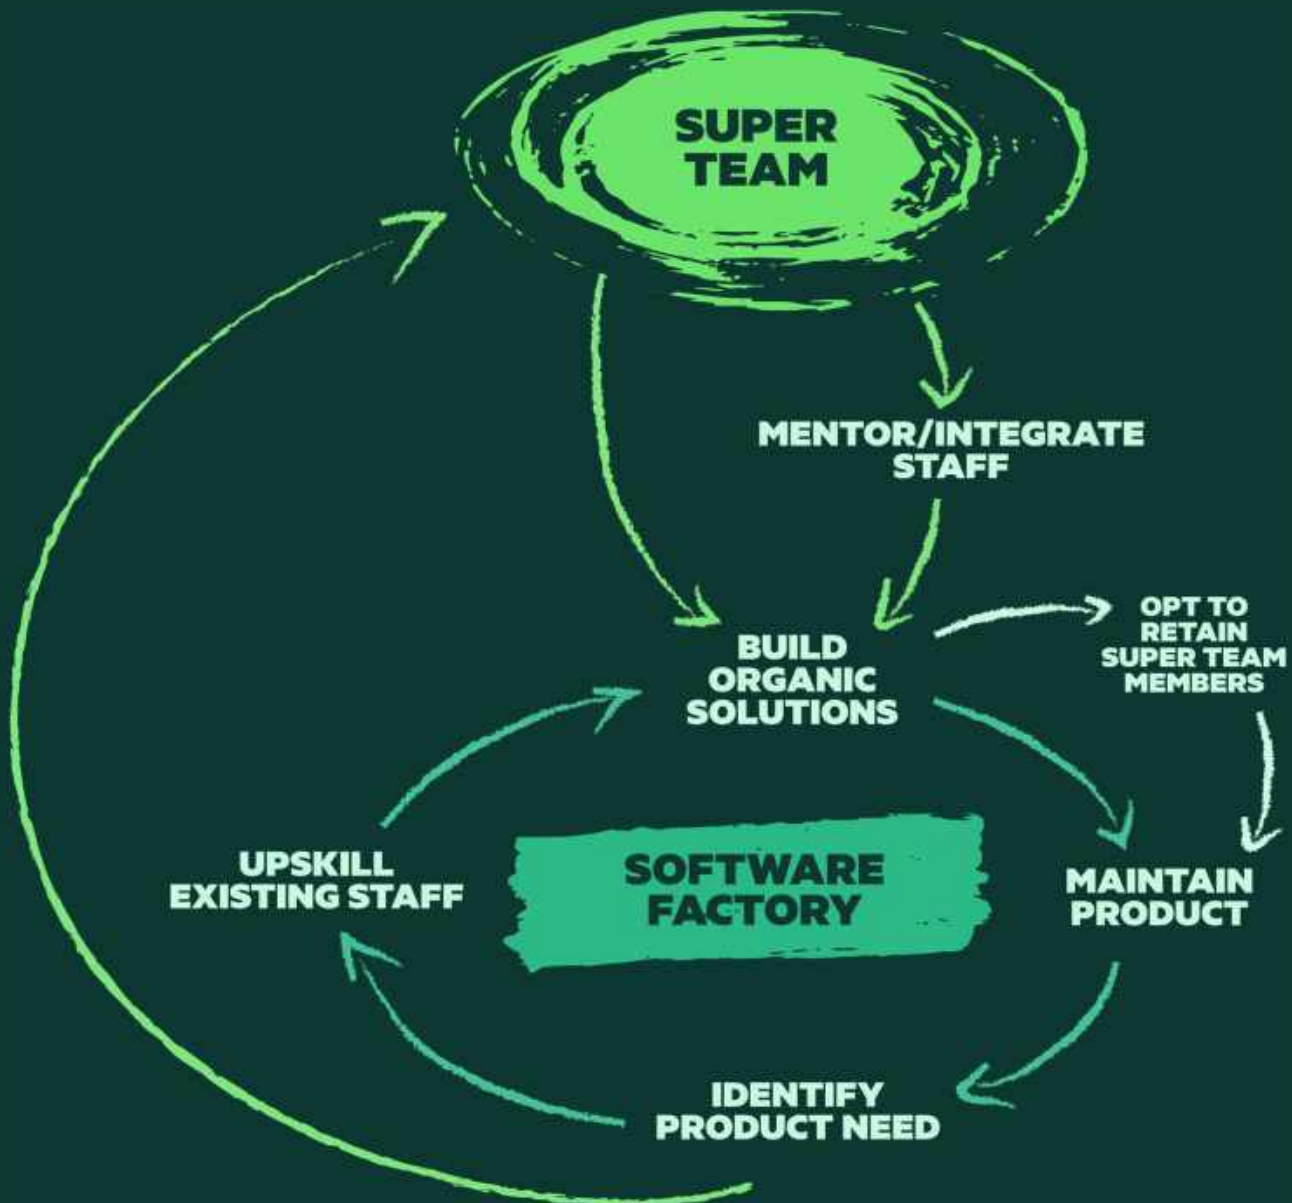 SUPER
TEAM
MENTOR/INTEGRATE
STAFF
OPT TO
RETAIN
SUPER TEAM
MEMBERS
BUILD
ORGANIC
SOLUTIONS
UPSKILL
EXISTING STAFF
SOFTWARE
FACTORY
MAINTAIN
PRODUCT
IDENTIFY
PRODUCT NEED